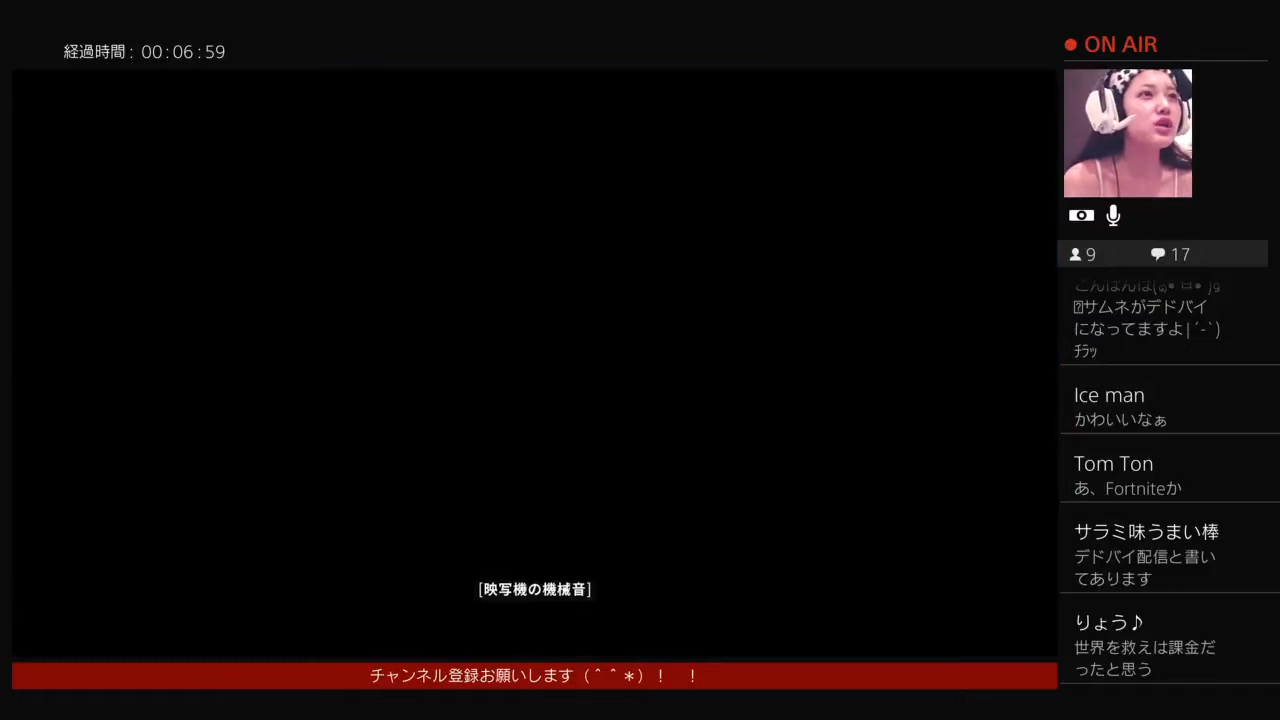 経過時間 : 00:06:59
ON AIR
9
17
こんばんは
サムネがデドバイ
になってますよ|´-`)
ﾁﾗｯ
Ice man
かわいいなぁ
Tom Ton
あ、Fortniteか
サラミ味うまい棒
デドバイ配信と書い
てあります
りょう♪
世界を救えは課金だ
ったと思う
[映写機の機械音]
チャンネル登録お願いします（＾＾＊）！　！